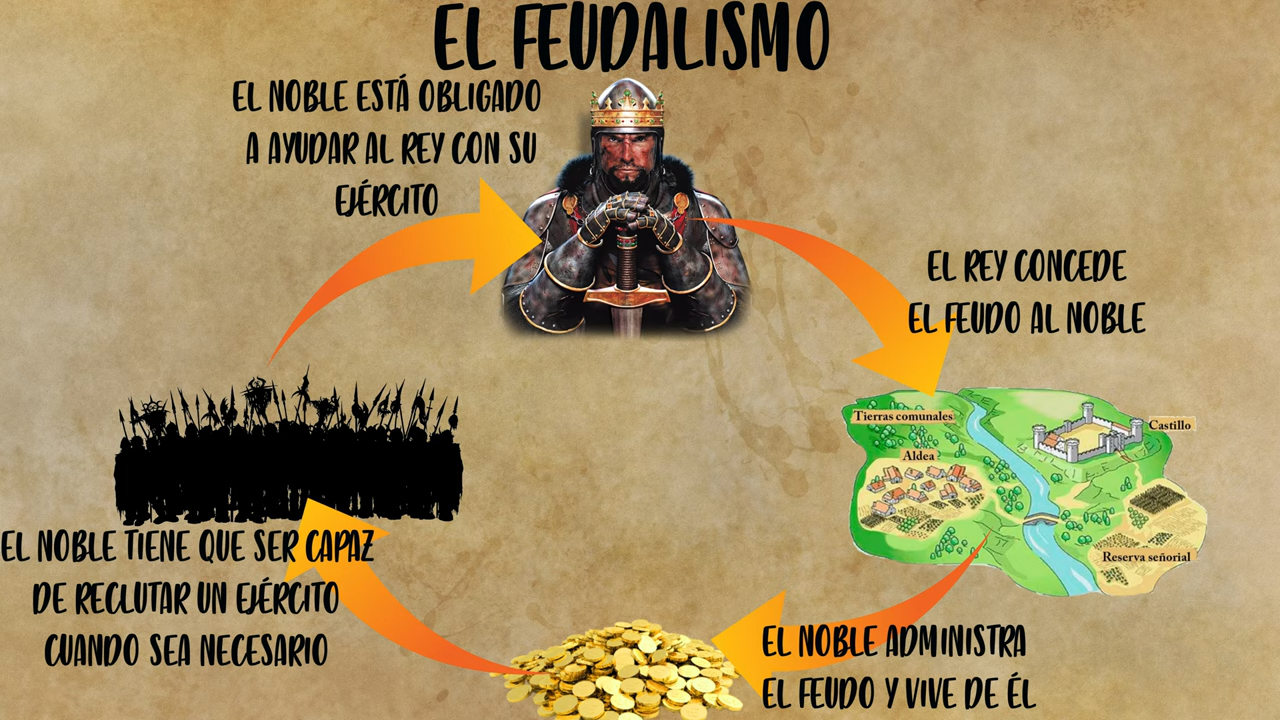 EL FEUDALISMO
EL NOBLE ESTÁ OBLIGADO
A AYUDAR AL REY CON SU
EJÉRCITO
EL REY CONCEDE
EL FEUDO AL NOBLE
Tierras comunales
Castillo
Aldea
Reserva señorial
EL NOBLE ADMINISTRA
EL FEUDO Y VIVE DE ÉL
EL NOBLE TIENE QUE SER CAPAZ
DE RECLUTAR UN EJÉRCITO
CUANDO SEA NECESARIO